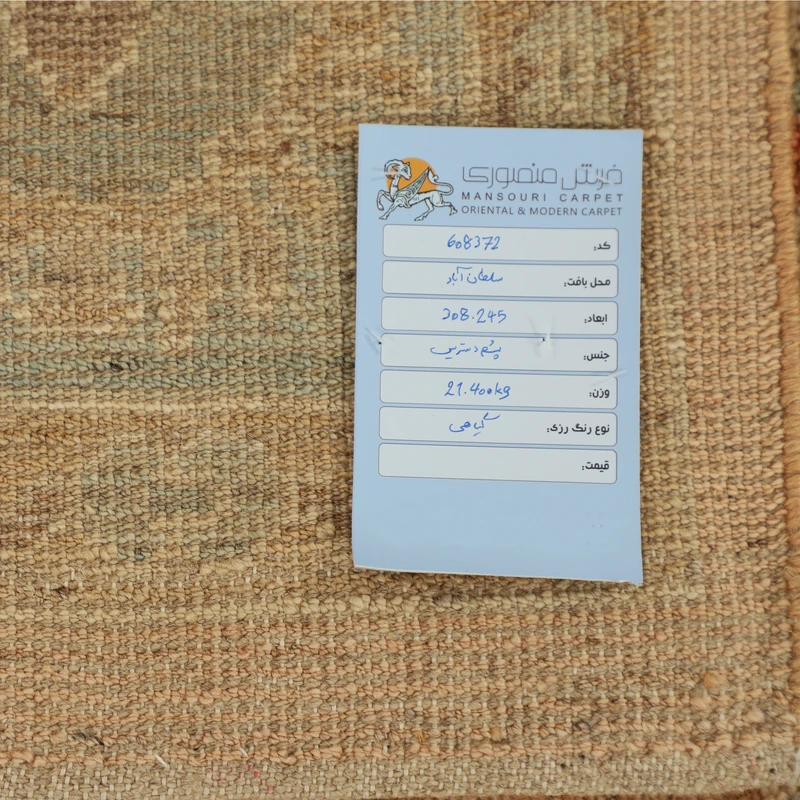 فرش منصوری
MANSOURI CARPET
ORIENTAL & MODERN CARPET
کد: 608372
محل بافت: سلطان آباد
ابعاد: 308.245
جنس: پشم دستریس
وزن: 21.400kg
نوع رنگ رزی: گیاهی
قیمت: